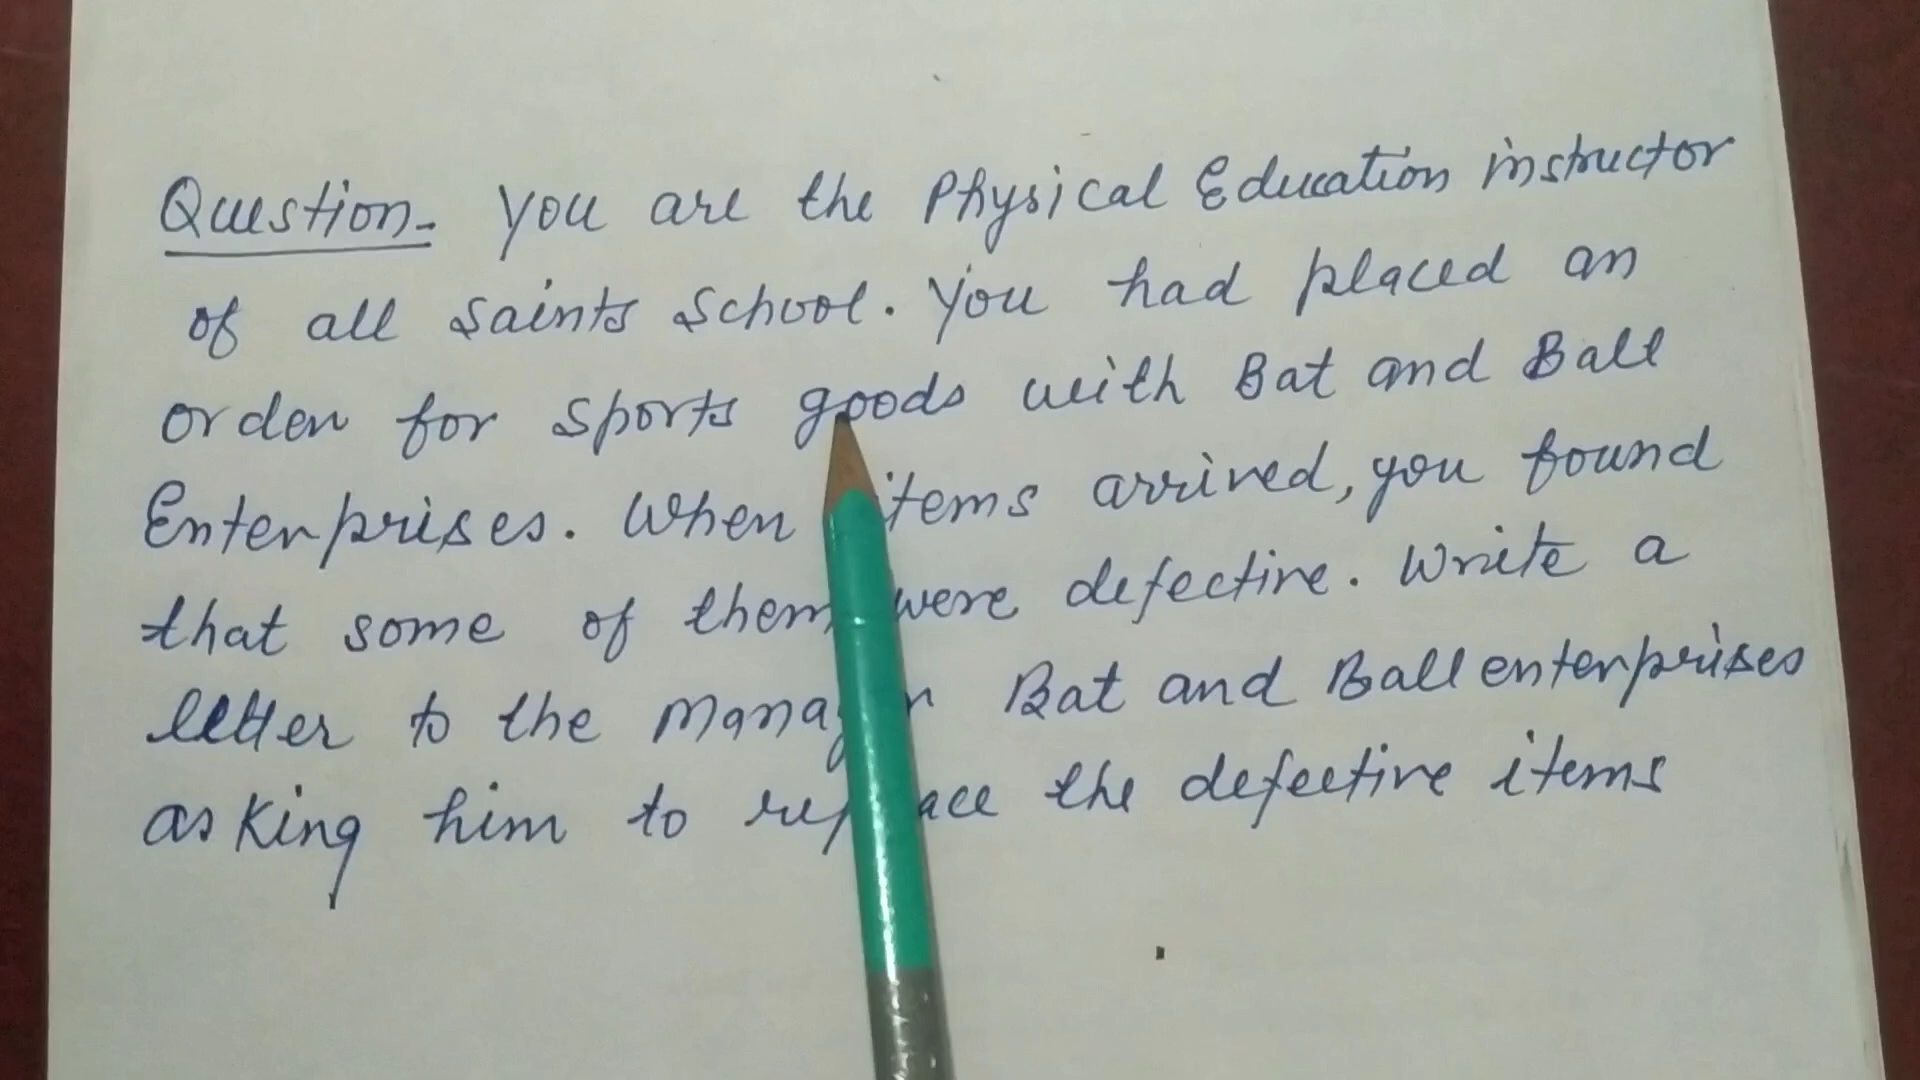 Question- You are the Physical Education instructor
of all Saints School. You had placed an
order for sports goods with Bat and Ball
Enterprises. When items arrived, you found
that some of them were defective. Write a
letter to the Manager Bat and Ball enterprises
asking him to replace the defective items